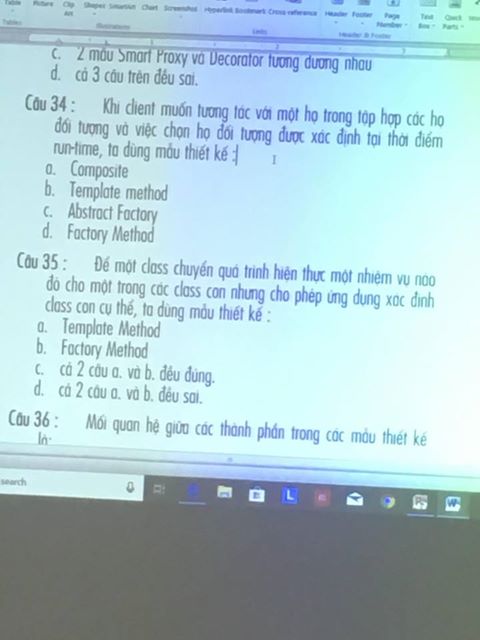 Table Picture Clip Art Shapes SmartArt Chart Screenshot Hyperlink Bookmark Cross-reference Header Footer Page Number Text Box Quick Parts
Tables Illustrations Links Header & Footer
c. 2 mẫu Smart Proxy và Decorator tương đương nhau
d. cả 3 câu trên đều sai.
Câu 34 : Khi client muốn tương tác với một họ trong tập hợp các họ
đối tượng và việc chọn họ đối tượng được xác định tại thời điểm
run-time, ta dùng mẫu thiết kế :
a. Composite
b. Template method
c. Abstract Factory
d. Factory Method
Câu 35 : Để một class chuyển quá trình hiện thực một nhiệm vụ nào
đó cho một trong các class con nhưng cho phép ứng dụng xác định
class con cụ thể, ta dùng mẫu thiết kế :
a. Template Method
b. Factory Method
c. cả 2 câu a. và b. đều đúng.
d. cả 2 câu a. và b. đều sai.
Câu 36 : Mối quan hệ giữa các thành phần trong các mẫu thiết kế
là:
search